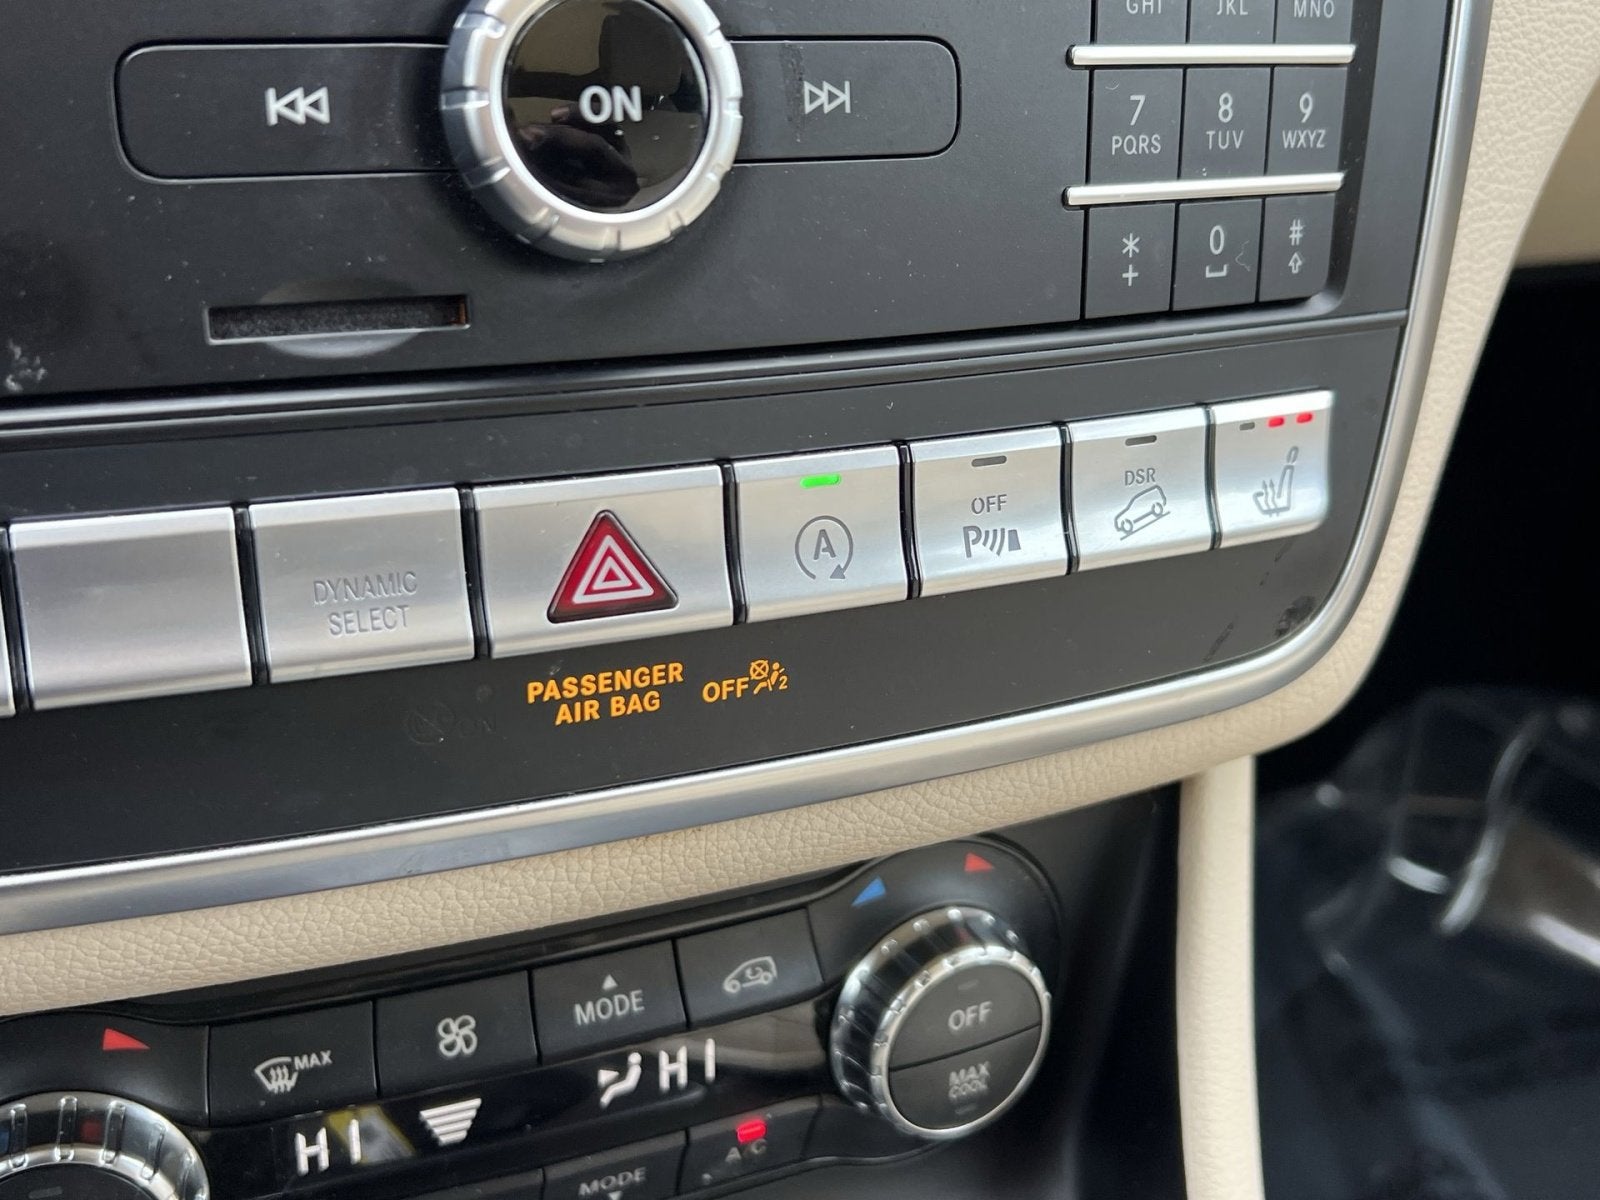 GHI JKL MNO
ON
7 8 9
PQRS TUV WXYZ
* 0 #
+
DYNAMIC
SELECT
A
OFF
P
DSR
PASSENGER
AIR BAG
OFF 2
MODE
MAX
HI
HI
OFF
MAX
COOL
A/C
MODE